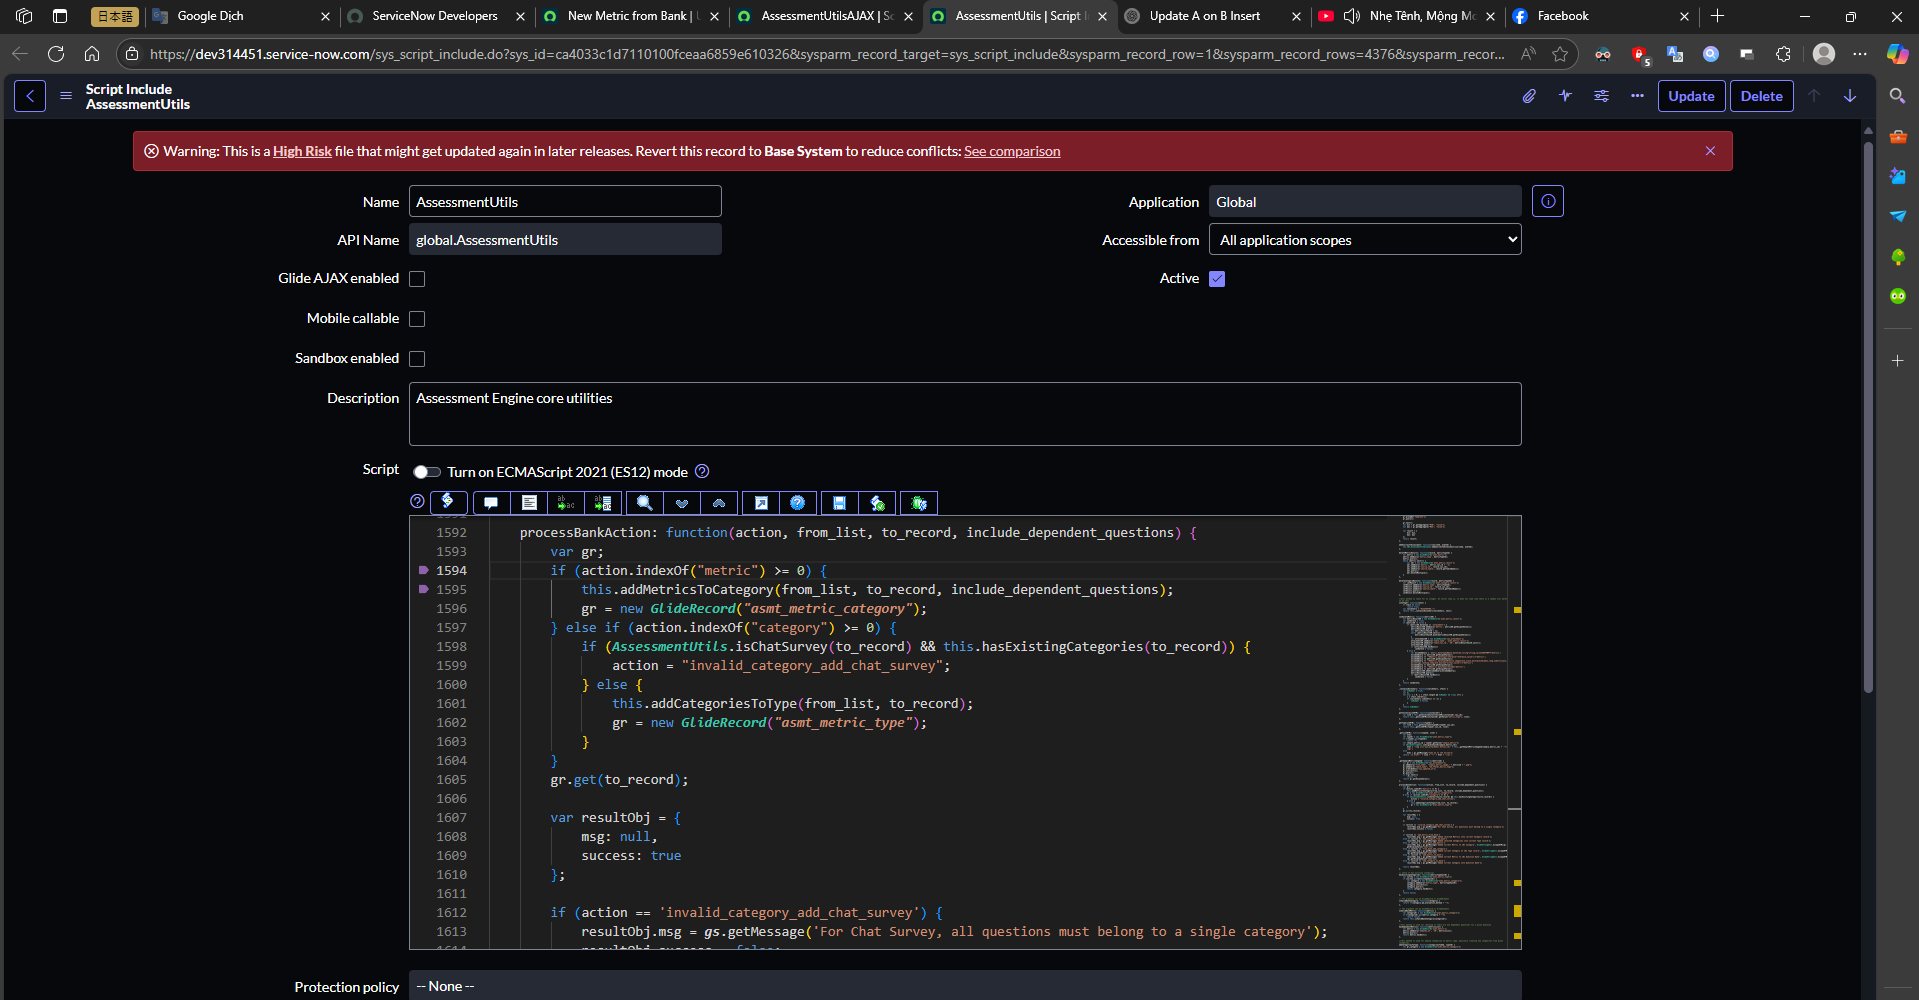 日本語
Google Dịch
ServiceNow Developers
New Metric from Bank | U
AssessmentUtilsAJAX | Sc
AssessmentUtils | Script I
Update A on B Insert
Nhẹ Tênh, Mộng Mơ
Facebook
https://dev314451.service-now.com/sys_script_include.do?sys_id=ca4033c1d7110100fceaa6859e610326&sysparm_record_target=sys_script_include&sysparm_record_row=1&sysparm_record_rows=4376&sysparm_recor...
5
Script Include
AssessmentUtils
Update
Delete
Warning: This is a High Risk file that might get updated again in later releases. Revert this record to Base System to reduce conflicts: See comparison
Name
AssessmentUtils
Application
Global
API Name
global.AssessmentUtils
Accessible from
All application scopes
Glide AJAX enabled
Active
Mobile callable
Sandbox enabled
Description
Assessment Engine core utilities
Script
Turn on ECMAScript 2021 (ES12) mode
1592 processBankAction: function(action, from_list, to_record, include_dependent_questions) {
1593 var gr;
1594 if (action.indexOf("metric") >= 0) {
1595 this.addMetricsToCategory(from_list, to_record, include_dependent_questions);
1596 gr = new GlideRecord("asmt_metric_category");
1597 } else if (action.indexOf("category") >= 0) {
1598 if (AssessmentUtils.isChatSurvey(to_record) && this.hasExistingCategories(to_record)) {
1599 action = "invalid_category_add_chat_survey";
1600 } else {
1601 this.addCategoriesToType(from_list, to_record);
1602 gr = new GlideRecord("asmt_metric_type");
1603 }
1604 }
1605 gr.get(to_record);
1606
1607 var resultObj = {
1608 msg: null,
1609 success: true
1610 };
1611
1612 if (action == 'invalid_category_add_chat_survey') {
1613 resultObj.msg = gs.getMessage('For Chat Survey, all questions must belong to a single category');
Protection policy
-- None --